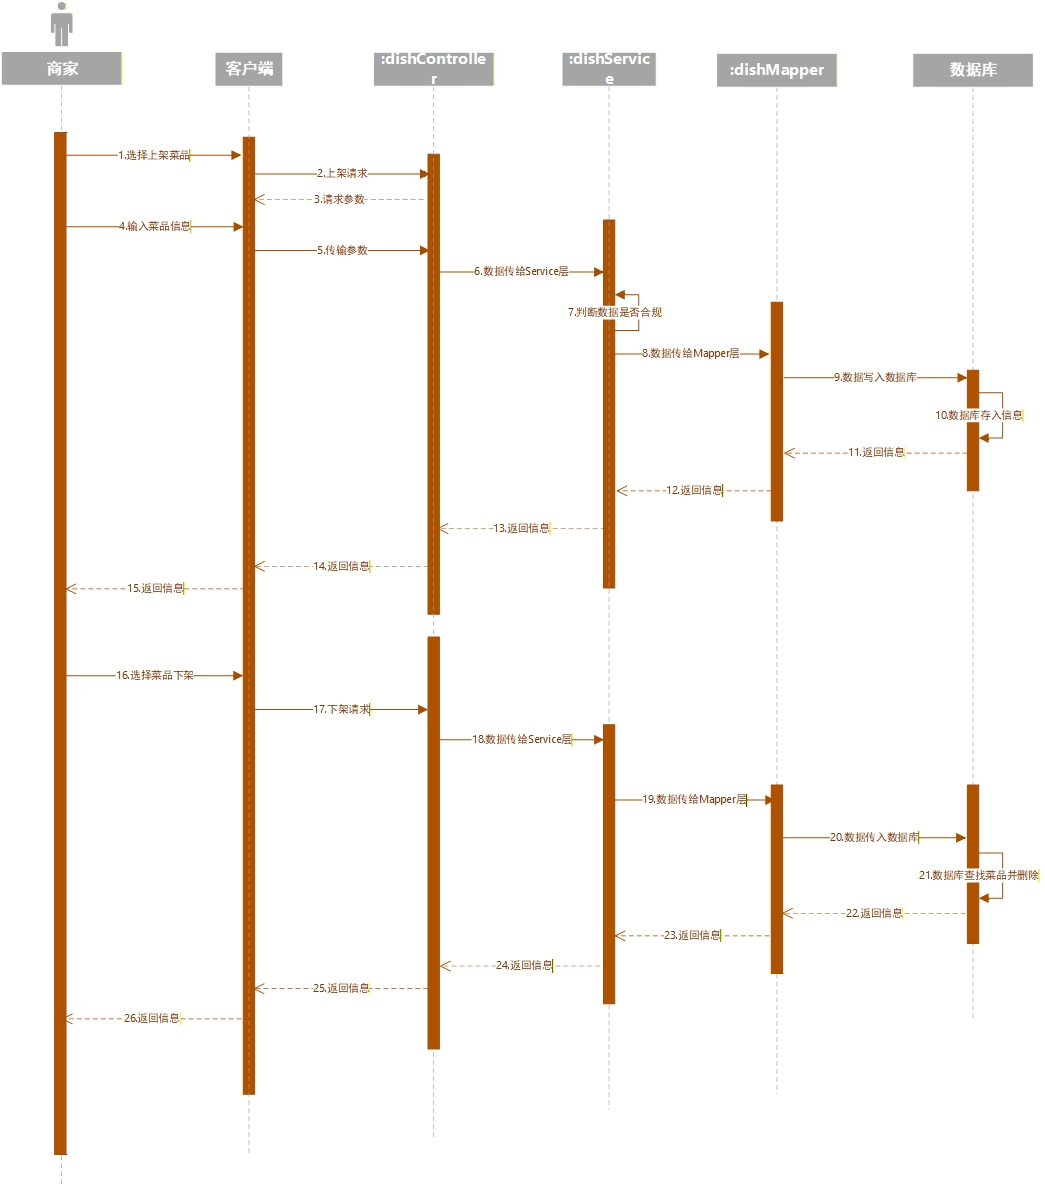 商家
客户端
:dishControlle
r
:dishServic
e
:dishMapper
数据库
1.选择上架菜品
2.上架请求
3.请求参数
4.输入菜品信息
5.传输参数
6.数据传给Service层
7.判断数据是否合规
8.数据传给Mapper层
9.数据写入数据库
10.数据库存入信息
11.返回信息
12.返回信息
13.返回信息
14.返回信息
15.返回信息
16.选择菜品下架
17.下架请求
18.数据传给Service层
19.数据传给Mapper层
20.数据传入数据库
21.数据库查找菜品并删除
22.返回信息
23.返回信息
24.返回信息
25.返回信息
26.返回信息